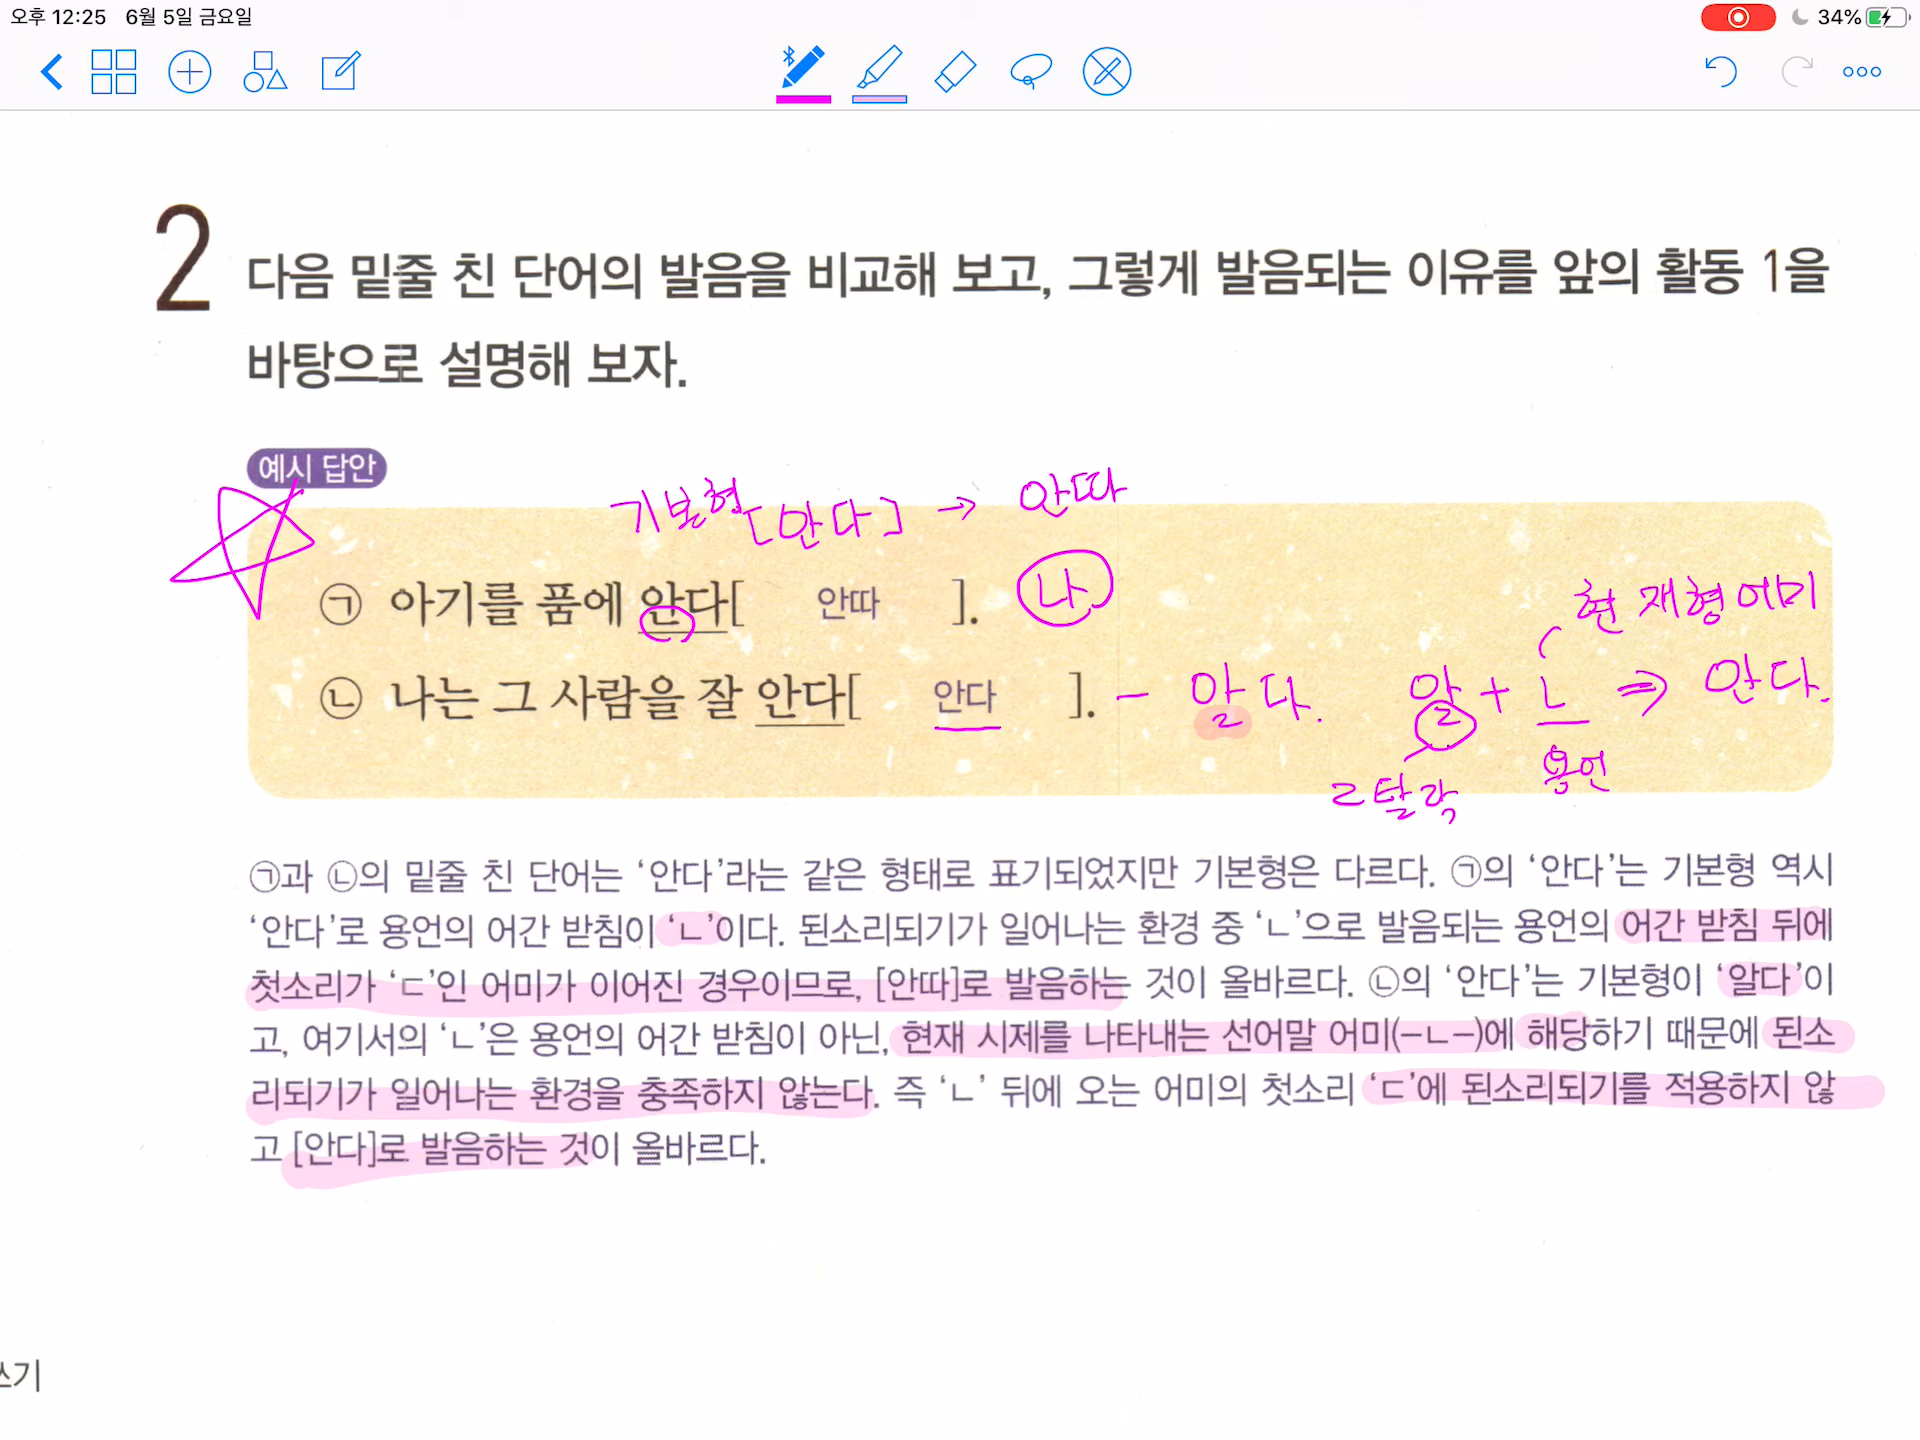 오후 12:25 6월 5일 금요일
34%
2 다음 밑줄 친 단어의 발음을 비교해 보고, 그렇게 발음되는 이유를 앞의 활동 1을
바탕으로 설명해 보자.
예시 답안
기본형 [안다] → 안따
㉠ 아기를 품에 안다[ 안따 ]. 나
현재형어미
㉡ 나는 그 사람을 잘 안다[ 안다 ]. - 알다. 알+ㄴ ⇒ 안다.
ㄹ탈락 용언
㉠과 ㉡의 밑줄 친 단어는 ‘안다’라는 같은 형태로 표기되었지만 기본형은 다르다. ㉠의 ‘안다’는 기본형 역시
‘안다’로 용언의 어간 받침이 ‘ㄴ’이다. 된소리되기가 일어나는 환경 중 ‘ㄴ’으로 발음되는 용언의 어간 받침 뒤에
첫소리가 ‘ㄷ’인 어미가 이어진 경우이므로, [안따]로 발음하는 것이 올바르다. ㉡의 ‘안다’는 기본형이 ‘알다’이
고, 여기서의 ‘ㄴ’은 용언의 어간 받침이 아닌, 현재 시제를 나타내는 선어말 어미(-ㄴ-)에 해당하기 때문에 된소
리되기가 일어나는 환경을 충족하지 않는다. 즉 ‘ㄴ’ 뒤에 오는 어미의 첫소리 ‘ㄷ’에 된소리되기를 적용하지 않
고 [안다]로 발음하는 것이 올바르다.
쓰기